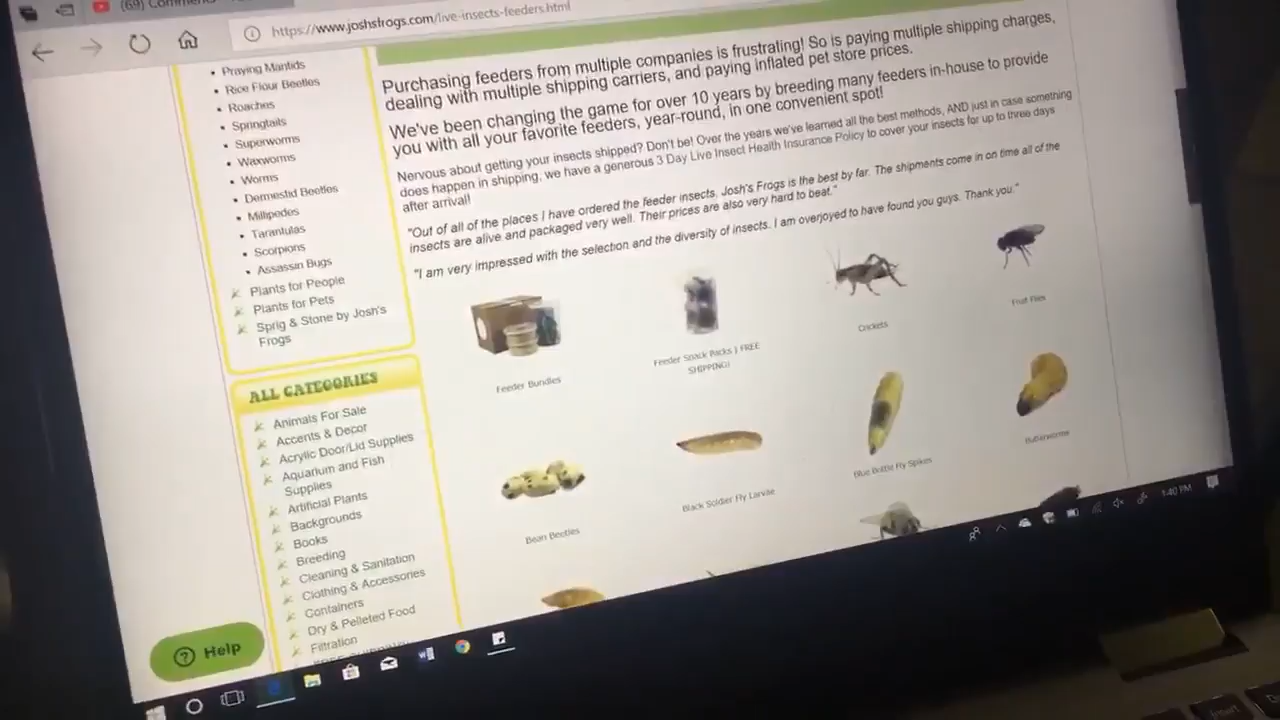 (69) Comments
https://www.joshsfrogs.com/live-insects-feeders.html
Praying Mantids
Rice Flour Beetles
Roaches
Springtails
Superworms
Waxworms
Worms
Dermestid Beetles
Millipedes
Tarantulas
Scorpions
Assassin Bugs
Plants for People
Plants for Pets
Sprig & Stone by Josh's
Frogs
ALL CATEGORIES
Animals For Sale
Accents & Decor
Acrylic Door/Lid Supplies
Aquarium and Fish
Supplies
Artificial Plants
Backgrounds
Books
Breeding
Cleaning & Sanitation
Clothing & Accessories
Containers
Dry & Pelleted Food
Filtration
Help
Purchasing feeders from multiple companies is frustrating! So is paying multiple shipping charges,
dealing with multiple shipping carriers, and paying inflated pet store prices.
We've been changing the game for over 10 years by breeding many feeders in-house to provide
you with all your favorite feeders, year-round, in one convenient spot!
Nervous about getting your insects shipped? Don't be! Over the years we've learned all the best methods, AND just in case something
does happen in shipping, we have a generous 3 Day Live Insect Health Insurance Policy to cover your insects for up to three days
after arrival!
"Out of all of the places I have ordered the feeder insects, Josh's Frogs is the best by far. The shipments come in on time all of the
insects are alive and packaged very well. Their prices are also very hard to beat."
"I am very impressed with the selection and the diversity of insects. I am overjoyed to have found you guys. Thank you."
Feeder Bundles
Feeder Snack Packs | FREE
SHIPPING!
Crickets
Fruit Flies
Bean Beetles
Black Soldier Fly Larvae
Blue Bottle Fly Spikes
Butterworms
1:40 PM
Insert